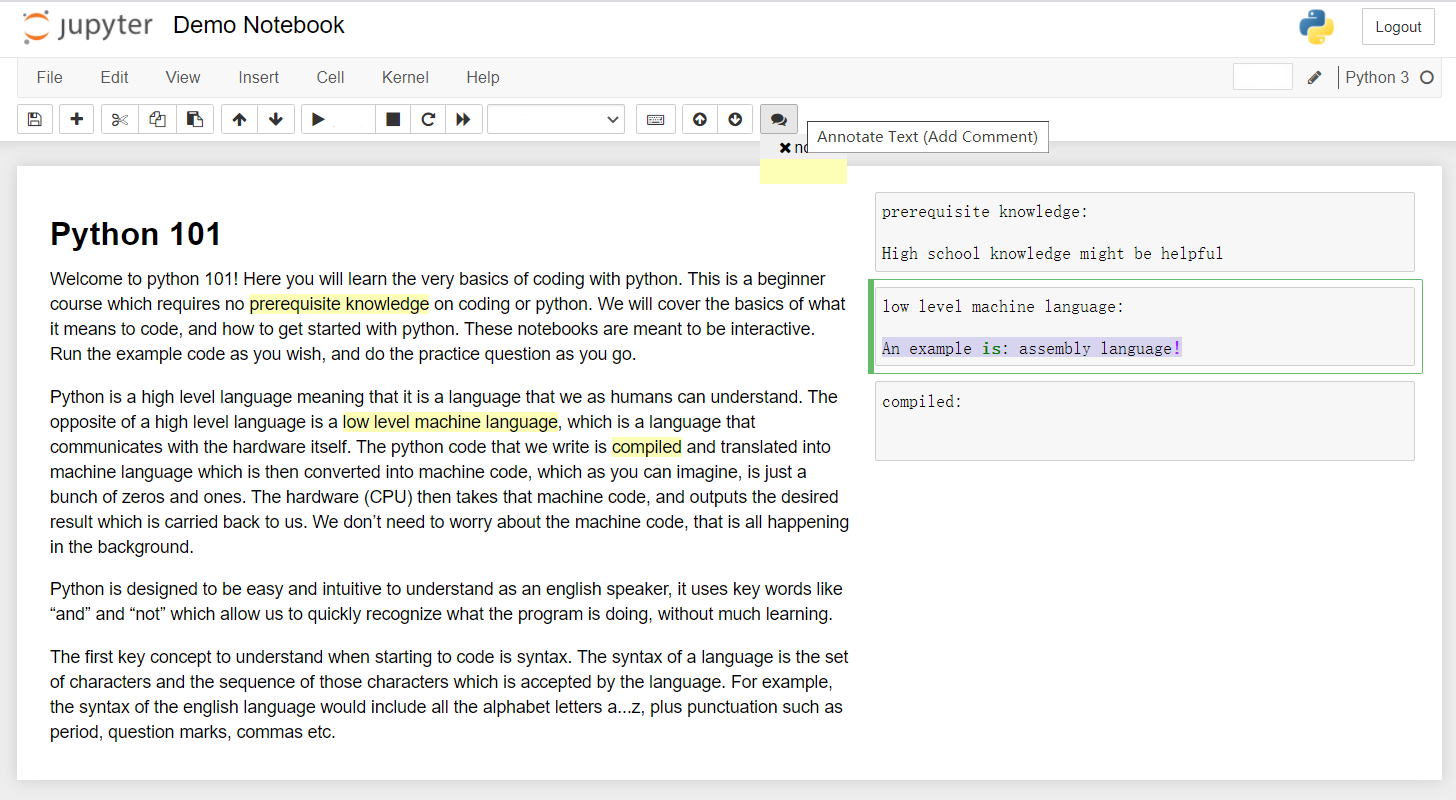 jupyter Demo Notebook
Logout
File Edit View Insert Cell Kernel Help
Python 3
Annotate Text (Add Comment)
Python 101
Welcome to python 101! Here you will learn the very basics of coding with python. This is a beginner
course which requires no prerequisite knowledge on coding or python. We will cover the basics of what
it means to code, and how to get started with python. These notebooks are meant to be interactive.
Run the example code as you wish, and do the practice question as you go.
Python is a high level language meaning that it is a language that we as humans can understand. The
opposite of a high level language is a low level machine language, which is a language that
communicates with the hardware itself. The python code that we write is compiled and translated into
machine language which is then converted into machine code, which as you can imagine, is just a
bunch of zeros and ones. The hardware (CPU) then takes that machine code, and outputs the desired
result which is carried back to us. We don’t need to worry about the machine code, that is all happening
in the background.
Python is designed to be easy and intuitive to understand as an english speaker, it uses key words like
“and” and “not” which allow us to quickly recognize what the program is doing, without much learning.
The first key concept to understand when starting to code is syntax. The syntax of a language is the set
of characters and the sequence of those characters which is accepted by the language. For example,
the syntax of the english language would include all the alphabet letters a...z, plus punctuation such as
period, question marks, commas etc.
prerequisite knowledge:
High school knowledge might be helpful
low level machine language:
An example is: assembly language!
compiled: